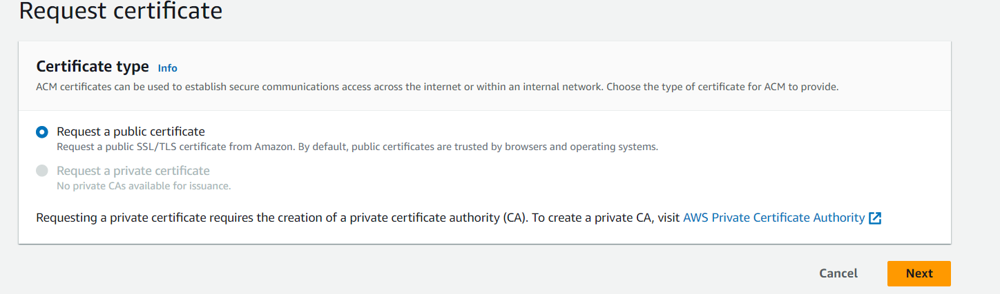 Request certificate
Certificate type Info
ACM certificates can be used to establish secure communications access across the internet or within an internal network. Choose the type of certificate for ACM to provide.
Request a public certificate
Request a public SSL/TLS certificate from Amazon. By default, public certificates are trusted by browsers and operating systems.
Request a private certificate
No private CAs available for issuance.
Requesting a private certificate requires the creation of a private certificate authority (CA). To create a private CA, visit AWS Private Certificate Authority
Cancel Next